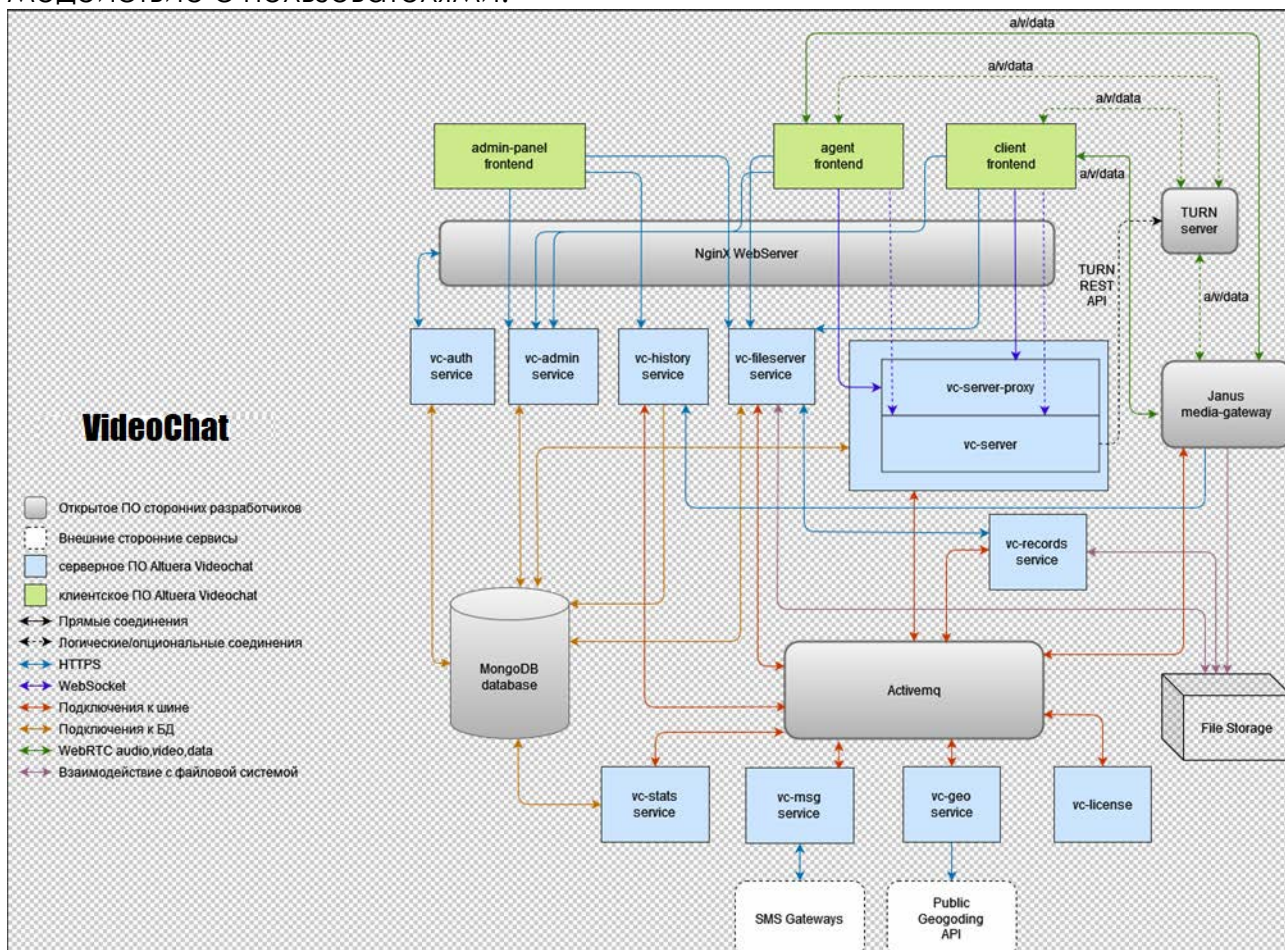 a/v/data
a/v/data
a/v/data
admin-panel
frontend
agent
frontend
client
frontend
a/v/data
TURN
server
NginX WebServer
TURN
REST
API
a/v/data
vc-auth
service
vc-admin
service
vc-history
service
vc-fileserver
service
vc-server-proxy
vc-server
Janus
media-gateway
VideoChat
Открытое ПО сторонних разработчиков
Внешние сторонние сервисы
серверное ПО Altuera Videochat
клиентское ПО Altuera Videochat
Прямые соединения
Логические/опциональные соединения
HTTPS
WebSocket
Подключения к шине
Подключения к БД
WebRTC audio,video,data
Взаимодействие с файловой системой
vc-records
service
MongoDB
database
Activemq
File Storage
vc-stats
service
vc-msg
service
vc-geo
service
vc-license
SMS Gateways
Public
Geogoding
API